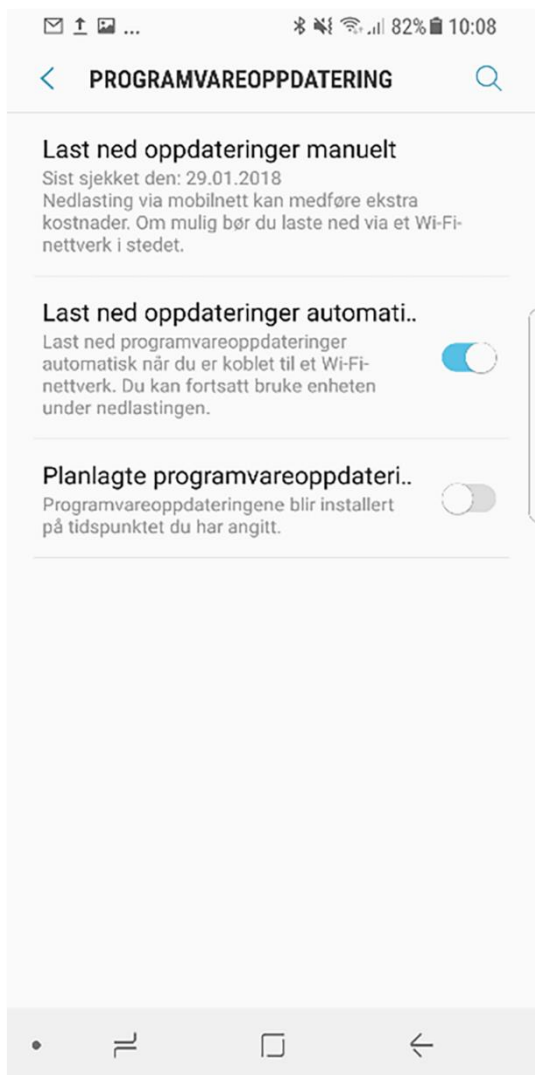 ... 82% 10:08
PROGRAMVAREOPPDATERING
Last ned oppdateringer manuelt
Sist sjekket den: 29.01.2018
Nedlasting via mobilnett kan medføre ekstra
kostnader. Om mulig bør du laste ned via et Wi-Fi-
nettverk i stedet.
Last ned oppdateringer automati..
Last ned programvareoppdateringer
automatisk når du er koblet til et Wi-Fi-
nettverk. Du kan fortsatt bruke enheten
under nedlastingen.
Planlagte programvareoppdateri..
Programvareoppdateringene blir installert
på tidspunktet du har angitt.